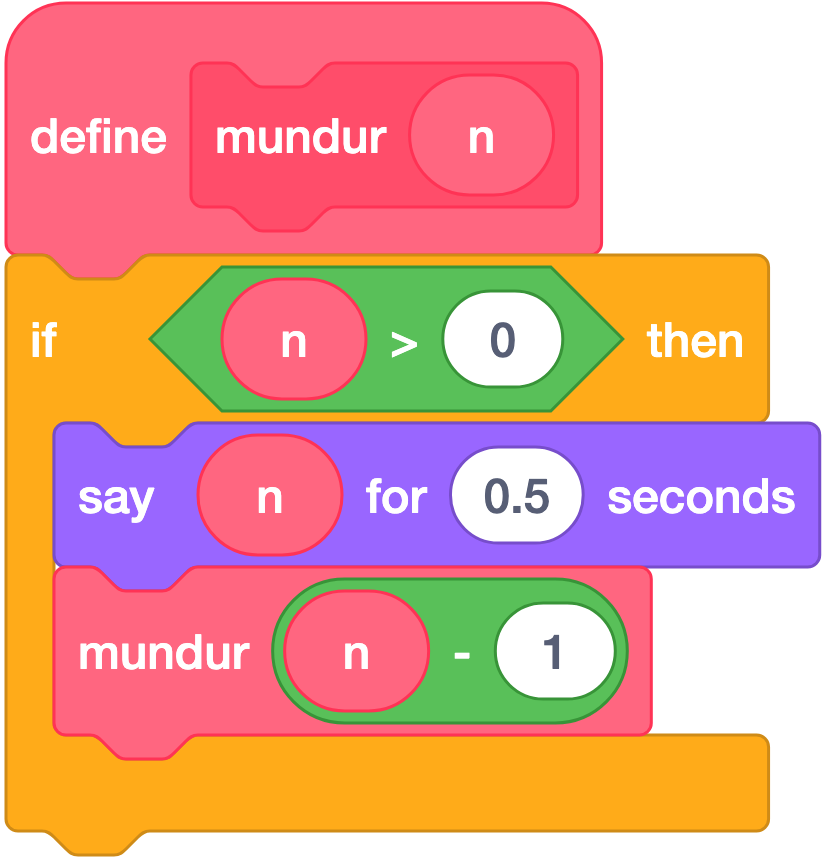 define mundur n
if n > 0 then
say n for 0.5 seconds
mundur n - 1